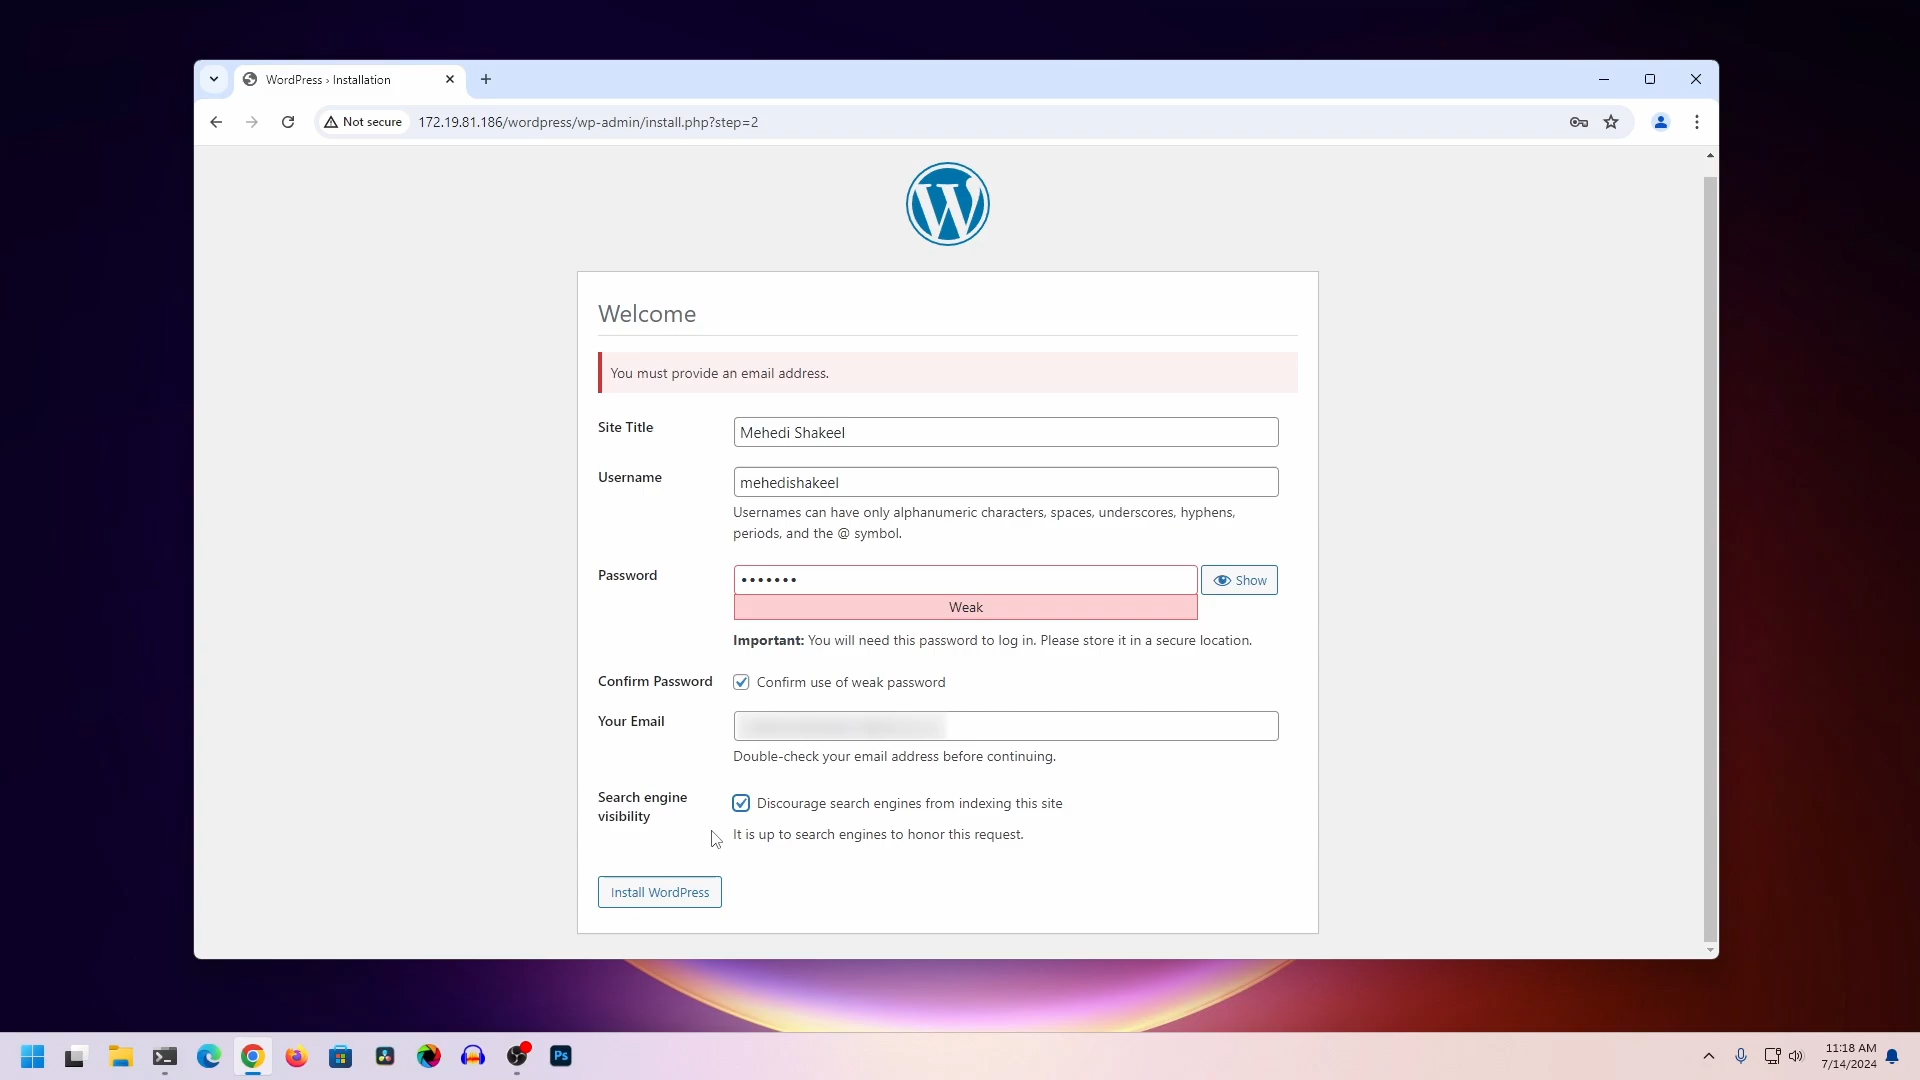 WordPress › Installation
Not secure
172.19.81.186/wordpress/wp-admin/install.php?step=2
Welcome
You must provide an email address.
Site Title
Mehedi Shakeel
Username
mehedishakeel
Usernames can have only alphanumeric characters, spaces, underscores, hyphens,
periods, and the @ symbol.
Password
•••••••
Show
Weak
Important: You will need this password to log in. Please store it in a secure location.
Confirm Password
Confirm use of weak password
Your Email
Double-check your email address before continuing.
Search engine
visibility
Discourage search engines from indexing this site
It is up to search engines to honor this request.
Install WordPress
Ps
11:18 AM
7/14/2024